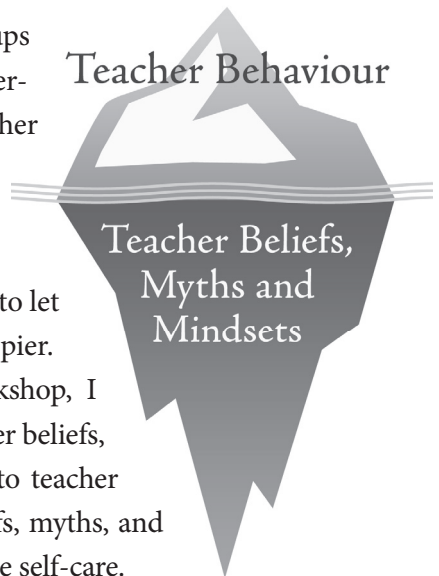 ups
er-
her
Teacher Behaviour
Teacher Beliefs,
Myths and
Mindsets
to let
pier.
kshop, I
er beliefs,
to teacher
fs, myths, and
e self-care.